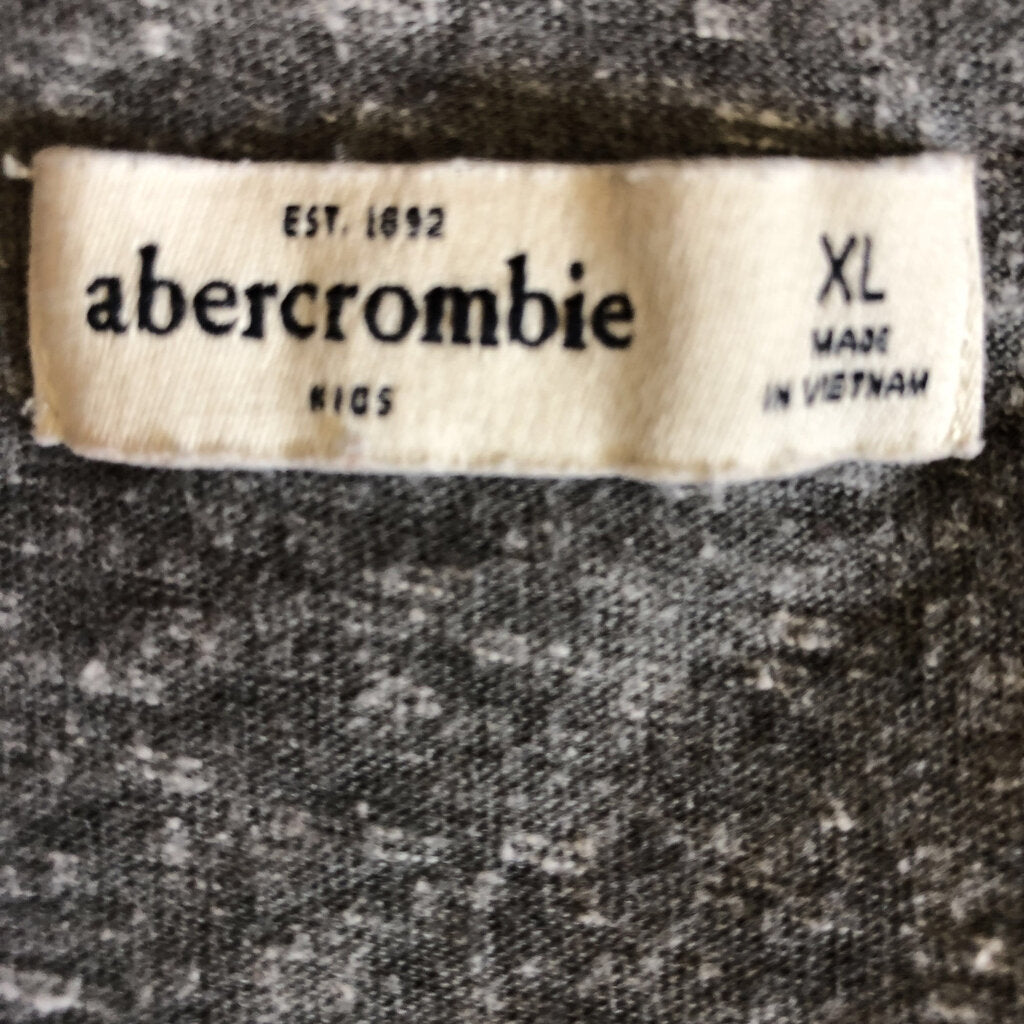 EST. 1892
abercrombie
KIDS
XL
MADE
IN VIETNAM